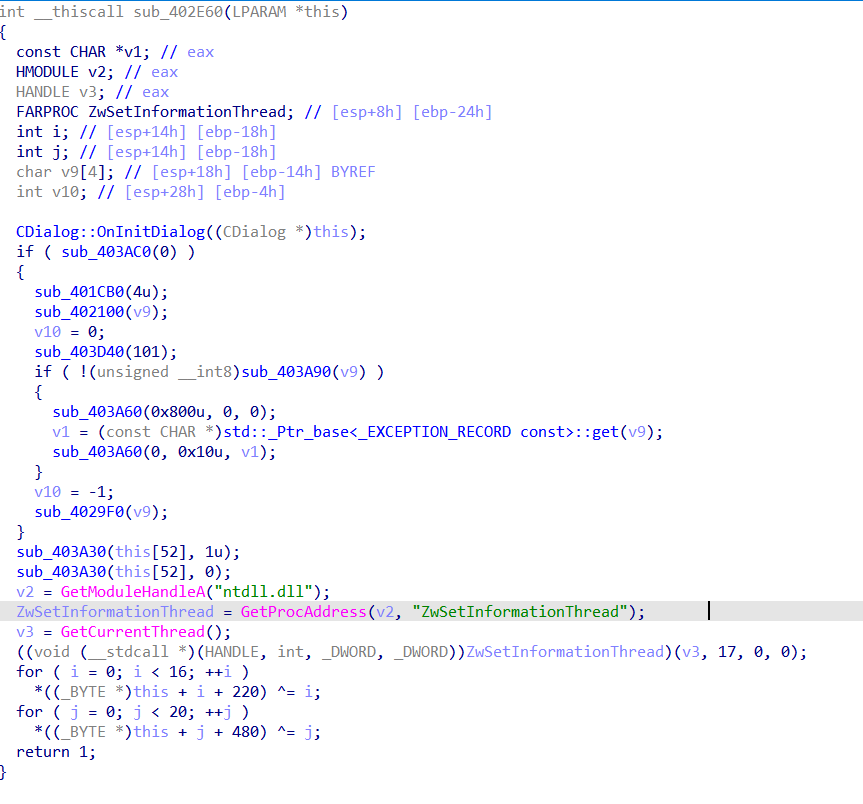 int __thiscall sub_402E60(LPARAM *this)
{
  const CHAR *v1; // eax
  HMODULE v2; // eax
  HANDLE v3; // eax
  FARPROC ZwSetInformationThread; // [esp+8h] [ebp-24h]
  int i; // [esp+14h] [ebp-18h]
  int j; // [esp+14h] [ebp-18h]
  char v9[4]; // [esp+18h] [ebp-14h] BYREF
  int v10; // [esp+28h] [ebp-4h]

  CDialog::OnInitDialog((CDialog *)this);
  if ( sub_403AC0(0) )
  {
    sub_401CB0(4u);
    sub_402100(v9);
    v10 = 0;
    sub_403D40(101);
    if ( !(unsigned __int8)sub_403A90(v9) )
    {
      sub_403A60(0x800u, 0, 0);
      v1 = (const CHAR *)std::_Ptr_base<_EXCEPTION_RECORD const>::get(v9);
      sub_403A60(0, 0x10u, v1);
    }
    v10 = -1;
    sub_4029F0(v9);
  }
  sub_403A30(this[52], 1u);
  sub_403A30(this[52], 0);
  v2 = GetModuleHandleA("ntdll.dll");
  ZwSetInformationThread = GetProcAddress(v2, "ZwSetInformationThread");
  v3 = GetCurrentThread();
  ((void (__stdcall *)(HANDLE, int, _DWORD, _DWORD))ZwSetInformationThread)(v3, 17, 0, 0);
  for ( i = 0; i < 16; ++i )
    *((_BYTE *)this + i + 220) ^= i;
  for ( j = 0; j < 20; ++j )
    *((_BYTE *)this + j + 480) ^= j;
  return 1;
}